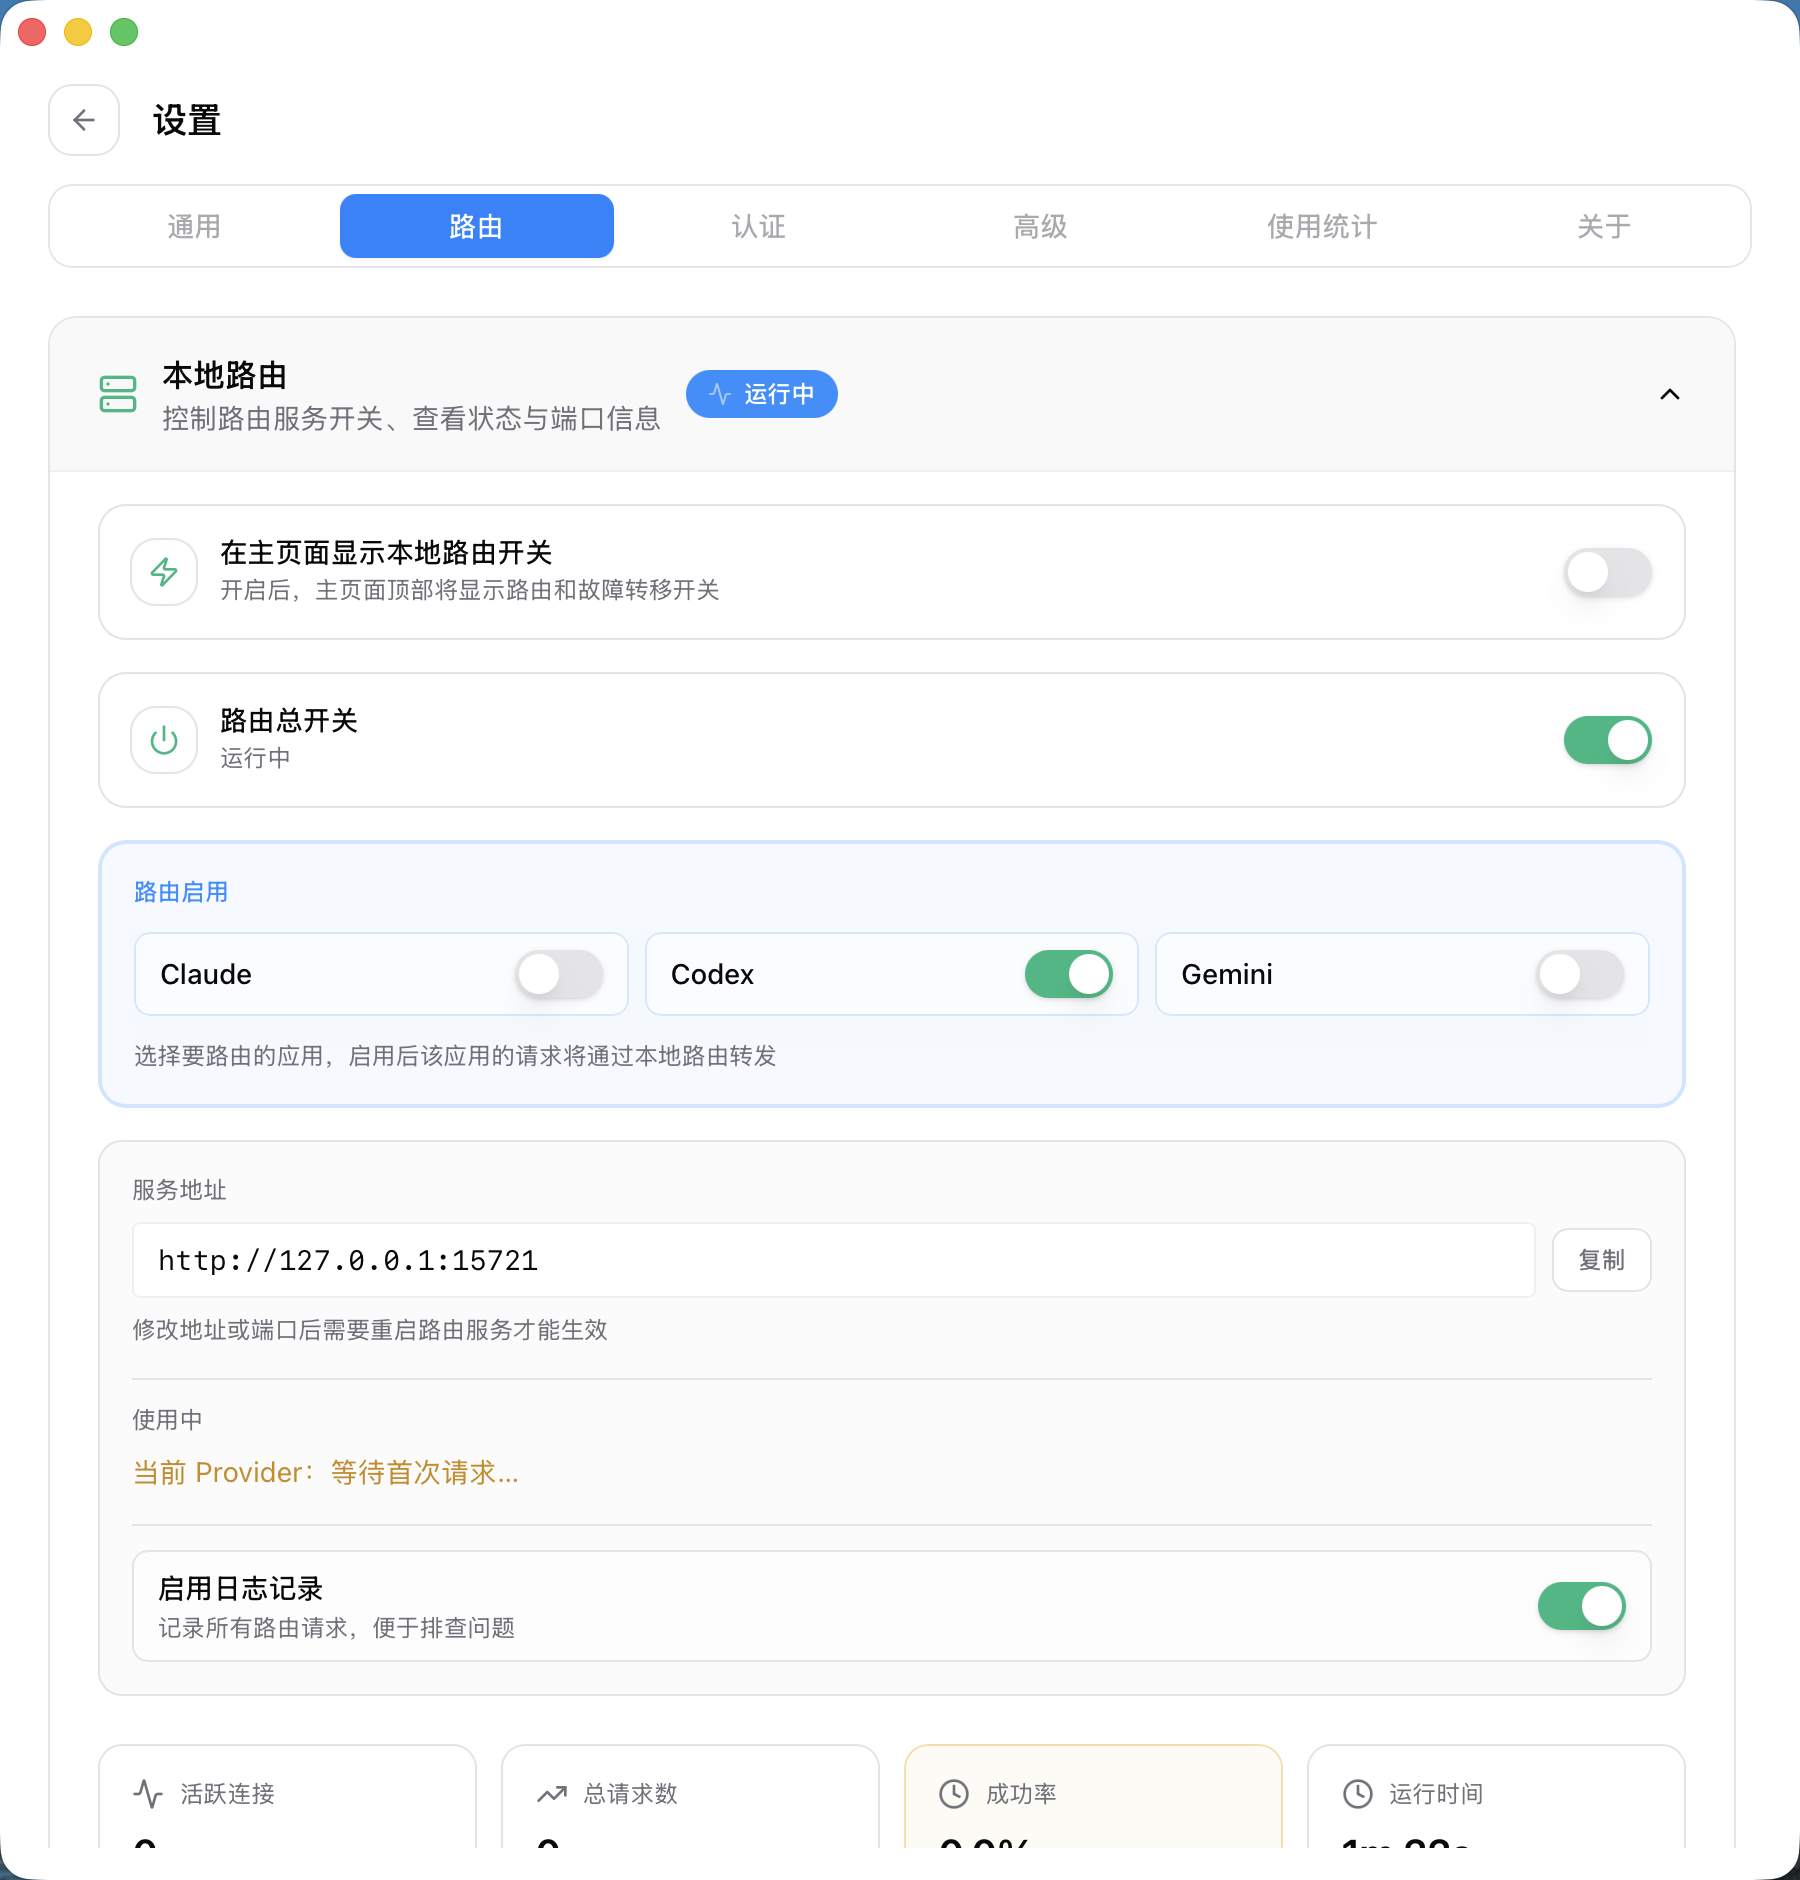 设置
通用
路由
认证
高级
使用统计
关于
本地路由
控制路由服务开关、查看状态与端口信息
运行中
在主页面显示本地路由开关
开启后，主页面顶部将显示路由和故障转移开关
路由总开关
运行中
路由启用
Claude
Codex
Gemini
选择要路由的应用，启用后该应用的请求将通过本地路由转发
服务地址
http://127.0.0.1:15721
复制
修改地址或端口后需要重启路由服务才能生效
使用中
当前 Provider：等待首次请求...
启用日志记录
记录所有路由请求，便于排查问题
活跃连接
总请求数
成功率
运行时间